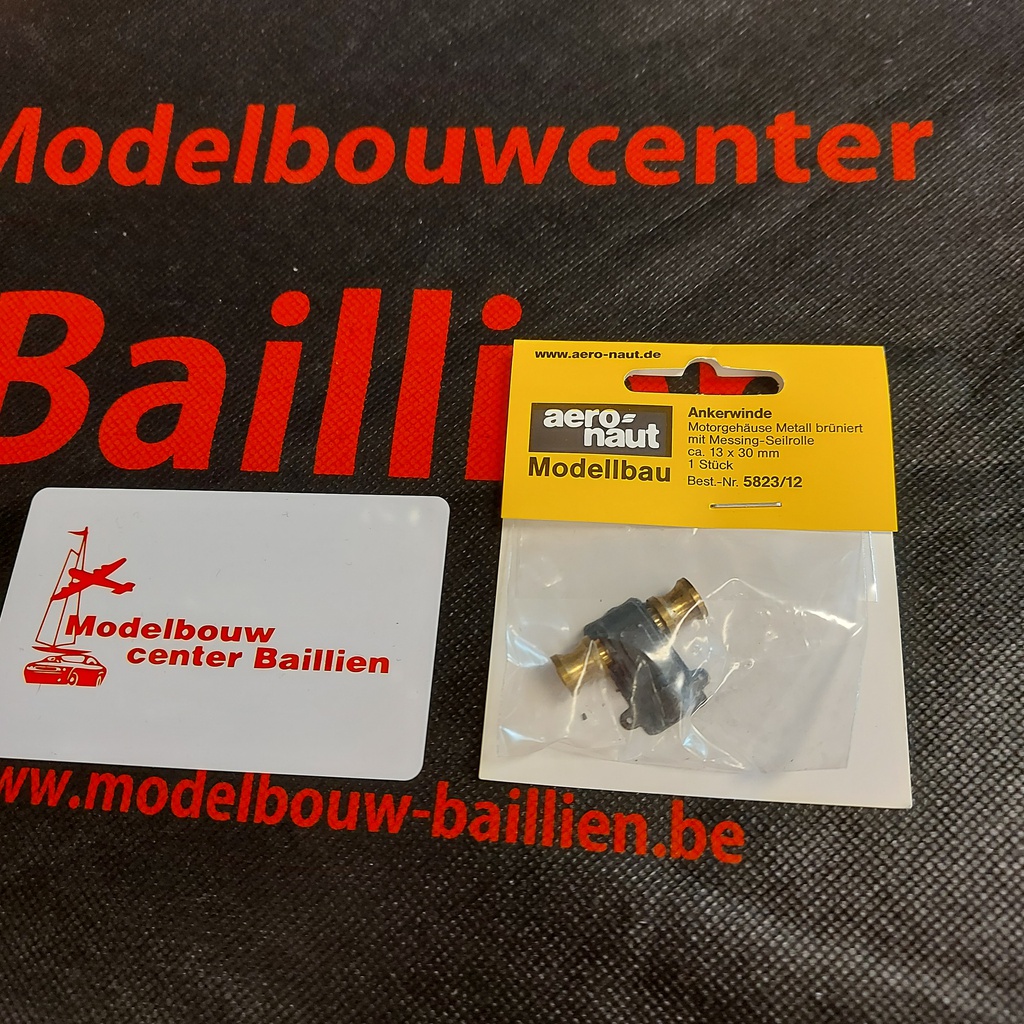 Modelbouwcenter
Bailli
www.aero-naut.de
aero-
naut
Modellbau
Ankerwinde
Motorgehäuse Metall brüniert
mit Messing-Seilrolle
ca. 13 x 30 mm
1 Stück
Best.-Nr. 5823/12
Modelbouw
center Baillien
ww.modelbouw-baillien.be